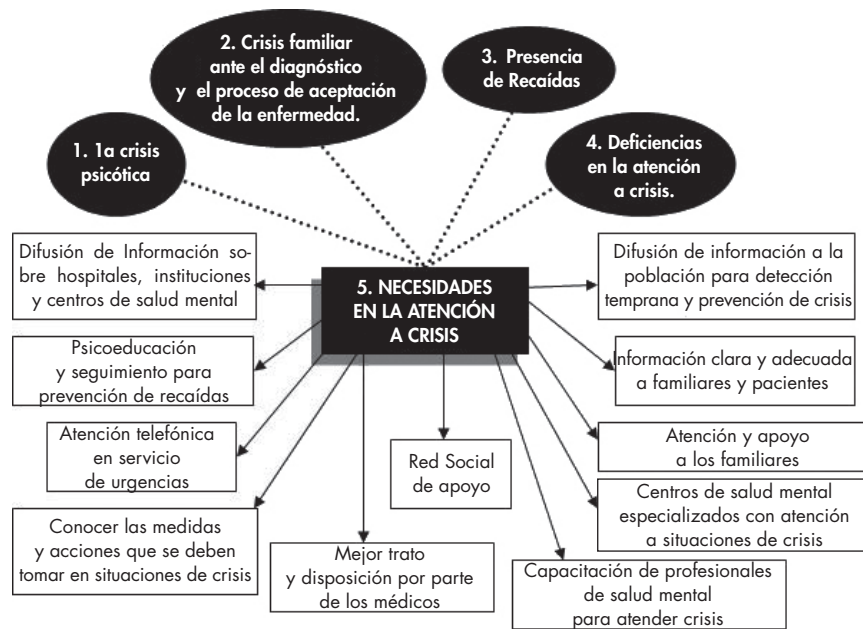 2. Crisis familiar
ante el diagnóstico
y el proceso de aceptación
de la enfermedad.
3. Presencia
de Recaídas
1. 1a crisis
psicótica
4. Deficiencias
en la atención
a crisis.
Difusión de Información so-
bre hospitales, instituciones
y centros de salud mental
5. NECESIDADES
EN LA ATENCIÓN
A CRISIS
Difusión de información a la
población para detección
temprana y prevención de crisis
Psicoeducación
y seguimiento para
prevención de recaídas
Información clara y adecuada
a familiares y pacientes
Atención telefónica
en servicio
de urgencias
Red Social
de apoyo
Atención y apoyo
a los familiares
Centros de salud mental
especializados con atención
a situaciones de crisis
Conocer las medidas
y acciones que se deben
tomar en situaciones de crisis
Mejor trato
y disposición por parte
de los médicos
Capacitación de profesionales
de salud mental
para atender crisis